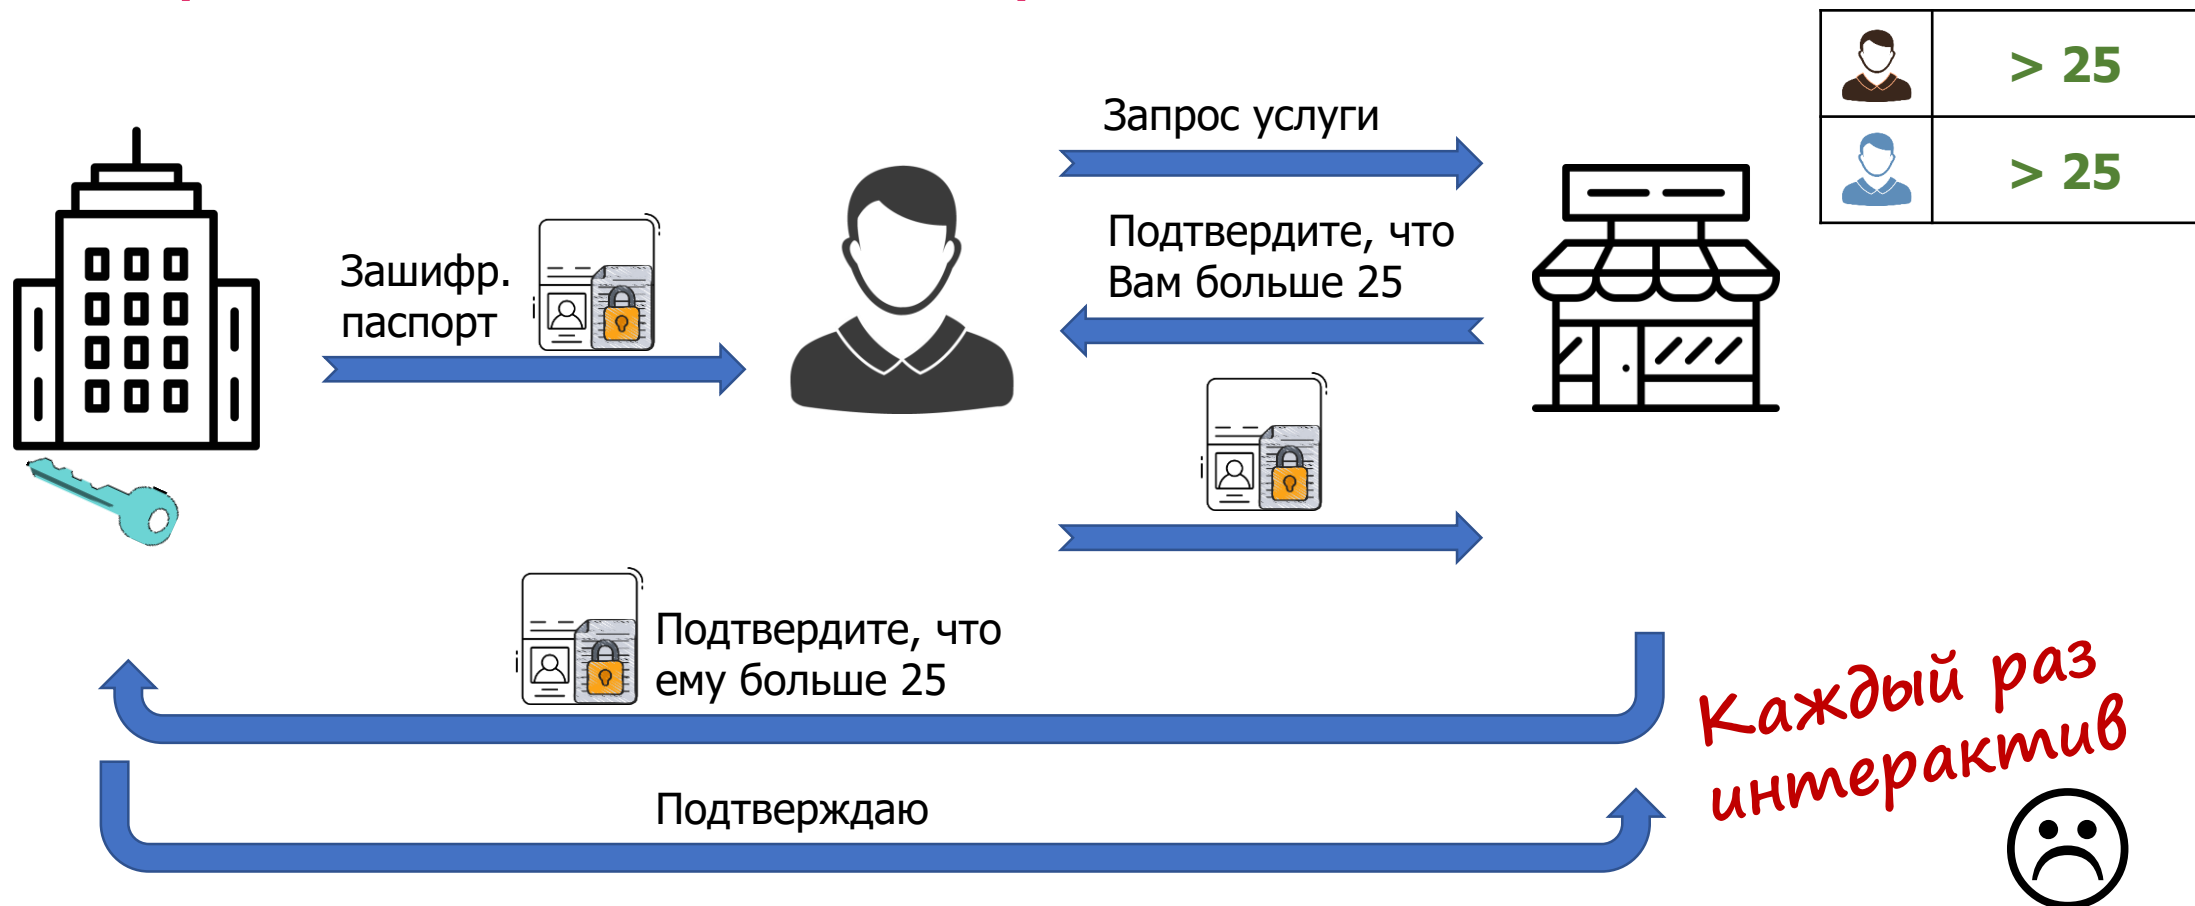 > 25
> 25
Запрос услуги
Подтвердите, что
Вам больше 25
Зашифр.
паспорт
Подтвердите, что
ему больше 25
Каждый раз
интерактив
Подтверждаю